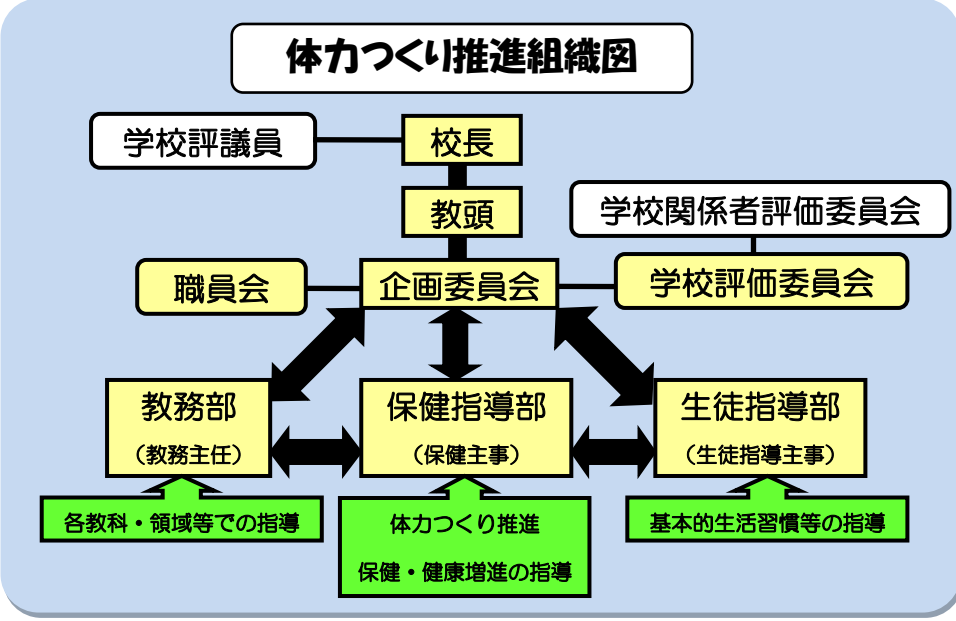 体力つくり推進組織図
学校評議員
校長
教頭
学校関係者評価委員会
職員会
企画委員会
学校評価委員会
教務部
（教務主任）
保健指導部
（保健主事）
生徒指導部
（生徒指導主事）
各教科・領域等での指導
体力つくり推進
保健・健康増進の指導
基本的生活習慣等の指導